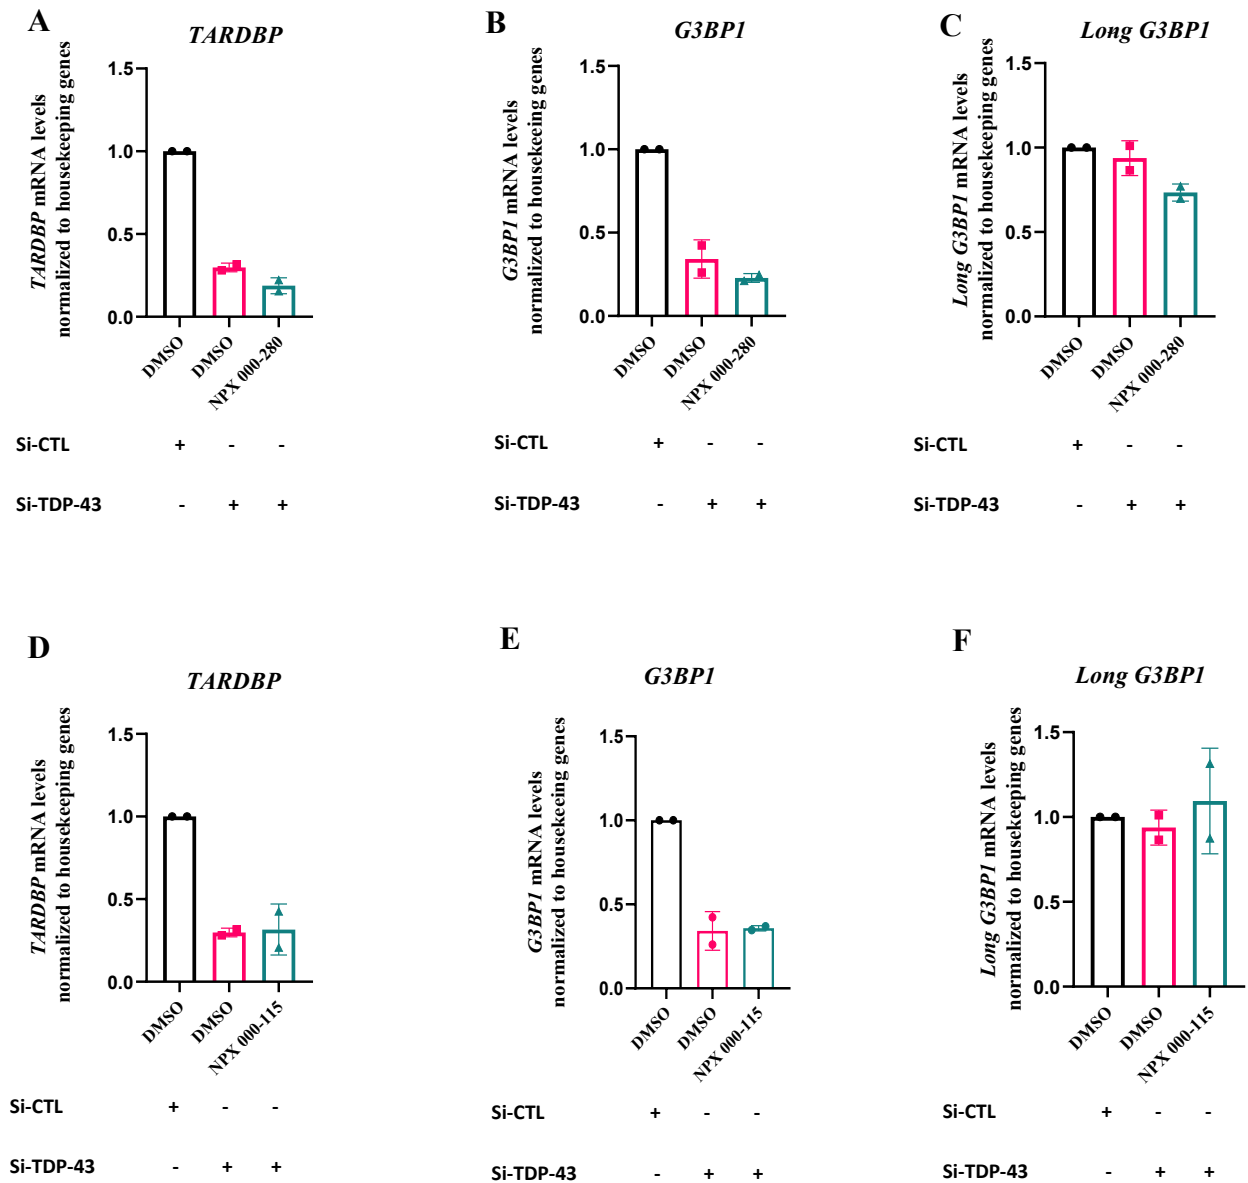 A
TARDBP
TARDBP mRNA levels
normalized to housekeeping genes
1.5
1.0
0.5
0.0
DMSO
DMSO
NPX 000-280
Si-CTL + - -
Si-TDP-43 - + +
B
G3BP1
G3BP1 mRNA levels
normalized to housekeeing genes
1.5
1.0
0.5
0.0
DMSO
DMSO
NPX 000-280
Si-CTL + - -
Si-TDP-43 - + +
C
Long G3BP1
Long G3BP1 mRNA levels
normalized to housekeeping genes
1.5
1.0
0.5
0.0
DMSO
DMSO
NPX 000-280
Si-CTL + - -
Si-TDP-43 - + +
D
TARDBP
TARDBP mRNA levels
normalized to housekeeping genes
1.5
1.0
0.5
0.0
DMSO
DMSO
NPX 000-115
Si-CTL + - -
Si-TDP-43 - + +
E
G3BP1
G3BP1 mRNA levels
normalized to housekeeing genes
1.5
1.0
0.5
0.0
DMSO
DMSO
NPX 000-115
Si-CTL + - -
Si-TDP-43 - + +
F
Long G3BP1
Long G3BP1 mRNA levels
normalized to housekeeping genes
1.5
1.0
0.5
0.0
DMSO
DMSO
NPX 000-115
Si-CTL + - -
Si-TDP-43 - + +